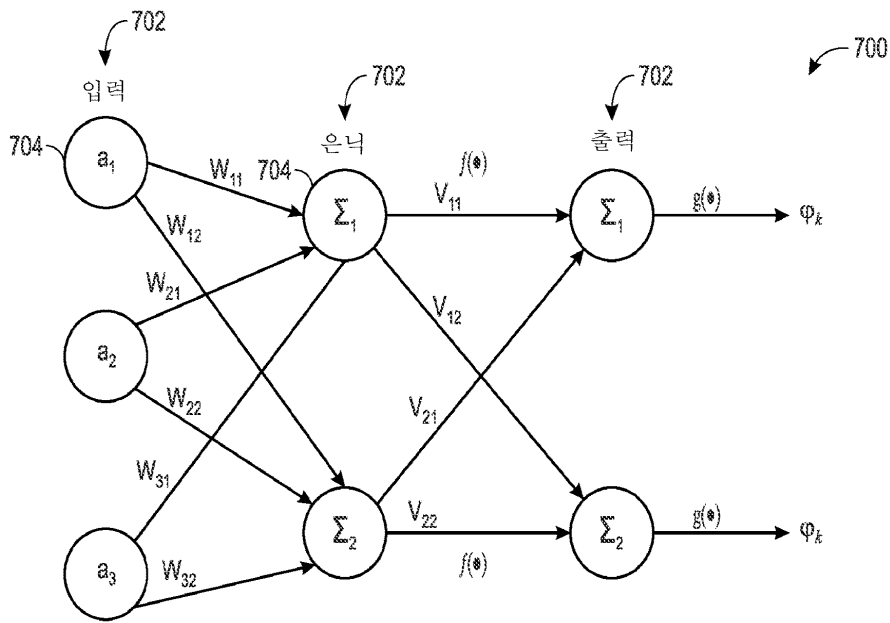 702
700
입력
702
702
은닉
출력
704
a₁
W₁₁
704
Σ₁
f(•)
V₁₁
Σ₁
g(•)
φₖ
W₁₂
W₂₁
V₁₂
a₂
W₂₂
V₂₁
W₃₁
Σ₂
V₂₂
Σ₂
g(•)
φₖ
f(•)
a₃
W₃₂